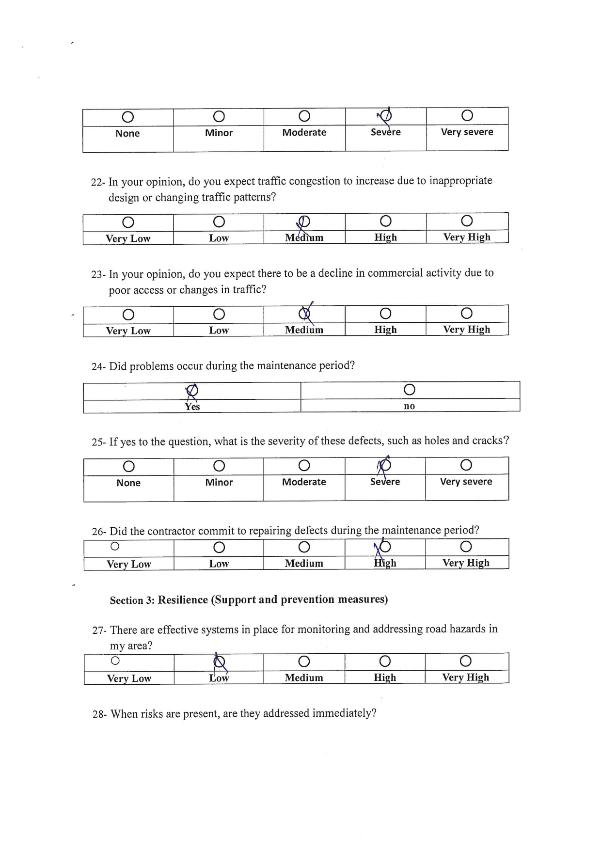 None Minor Moderate Severe Very severe
22- In your opinion, do you expect traffic congestion to increase due to inappropriate
design or changing traffic patterns?
Very Low Low Medium High Very High
23- In your opinion, do you expect there to be a decline in commercial activity due to
poor access or changes in traffic?
Very Low Low Medium High Very High
24- Did problems occur during the maintenance period?
Yes no
25- If yes to the question, what is the severity of these defects, such as holes and cracks?
None Minor Moderate Severe Very severe
26- Did the contractor commit to repairing defects during the maintenance period?
Very Low Low Medium High Very High
Section 3: Resilience (Support and prevention measures)
27- There are effective systems in place for monitoring and addressing road hazards in
my area?
Very Low Low Medium High Very High
28- When risks are present, are they addressed immediately?